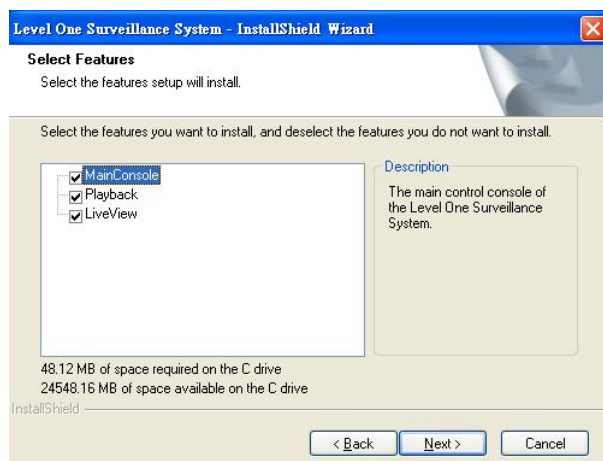 Level One Surveillance System - InstallShield Wizard
Select Features
Select the features setup will install.
Select the features you want to install, and deselect the features you do not want to install.
MainConsole
Playback
LiveView
Description
The main control console of
the Level One Surveillance
System.
48.12 MB of space required on the C drive
24548.16 MB of space available on the C drive
InstallShield
< Back
Next >
Cancel